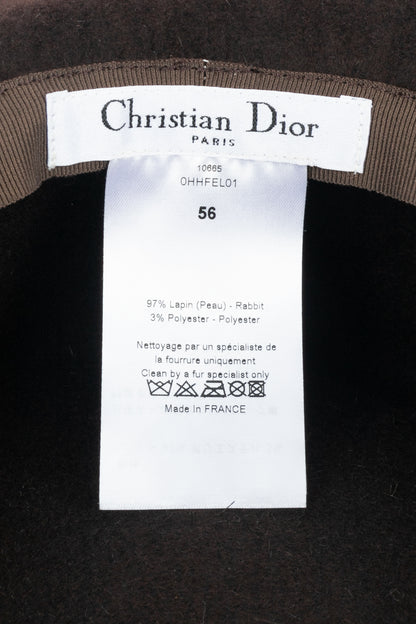 Christian Dior
PARIS
10665
0HHFEL01
56
97% Lapin (Peau) - Rabbit
3% Polyester - Polyester
Nettoyage par un spécialiste de
la fourrure uniquement
Clean by a fur specialist only
Made In FRANCE